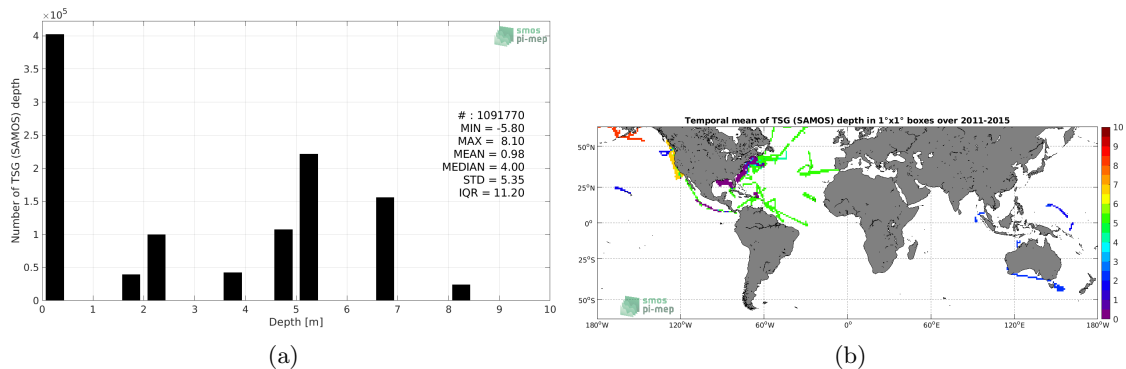 ×10⁵
4
3.5
3
2.5
2
1.5
1
0.5
0
Number of TSG (SAMOS) depth
0 1 2 3 4 5 6 7 8 9 10
Depth [m]
smos
pi-mep
# : 1091770
MIN = -5.80
MAX = 8.10
MEAN = 0.98
MEDIAN = 4.00
STD = 5.35
IQR = 11.20
(a)
Temporal mean of TSG (SAMOS) depth in 1°x1° boxes over 2011-2015
50°N
25°N
0°
25°S
50°S
180°W 120°W 60°W 0° 60°E 120°E 180°W
smos
pi-mep
10
9
8
7
6
5
4
3
2
1
0
(b)